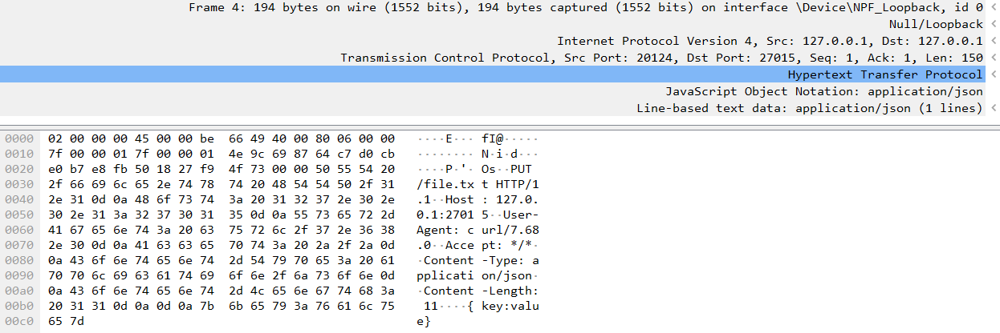 Frame 4: 194 bytes on wire (1552 bits), 194 bytes captured (1552 bits) on interface \Device\NPF_Loopback, id 0
Null/Loopback
Internet Protocol Version 4, Src: 127.0.0.1, Dst: 127.0.0.1
Transmission Control Protocol, Src Port: 20124, Dst Port: 27015, Seq: 1, Ack: 1, Len: 150
Hypertext Transfer Protocol
JavaScript Object Notation: application/json
Line-based text data: application/json (1 lines)
0000 02 00 00 00 45 00 00 be 66 49 40 00 80 06 00 00 ····E··· fI@·····
0010 7f 00 00 01 7f 00 00 01 4e 9c 69 87 64 c7 d0 cb ········ N·i·d···
0020 e0 b7 e8 fb 50 18 27 f9 4f 73 00 00 50 55 54 20 ····P·'· Os··PUT
0030 2f 66 69 6c 65 2e 74 78 74 20 48 54 54 50 2f 31 /file.tx t HTTP/1
0040 2e 31 0d 0a 48 6f 73 74 3a 20 31 32 37 2e 30 2e .1··Host : 127.0.
0050 30 2e 31 3a 32 37 30 31 35 0d 0a 55 73 65 72 2d 0.1:2701 5··User-
0060 41 67 65 6e 74 3a 20 63 75 72 6c 2f 37 2e 36 38 Agent: c url/7.68
0070 2e 30 0d 0a 41 63 63 65 70 74 3a 20 2a 2f 2a 0d .0··Acce pt: */*·
0080 0a 43 6f 6e 74 65 6e 74 2d 54 79 70 65 3a 20 61 ·Content -Type: a
0090 70 70 6c 69 63 61 74 69 6f 6e 2f 6a 73 6f 6e 0d pplicati on/json·
00a0 0a 43 6f 6e 74 65 6e 74 2d 4c 65 6e 67 74 68 3a ·Content -Length:
00b0 20 31 31 0d 0a 0d 0a 7b 6b 65 79 3a 76 61 6c 75 11····{ key:valu
00c0 65 7d e}